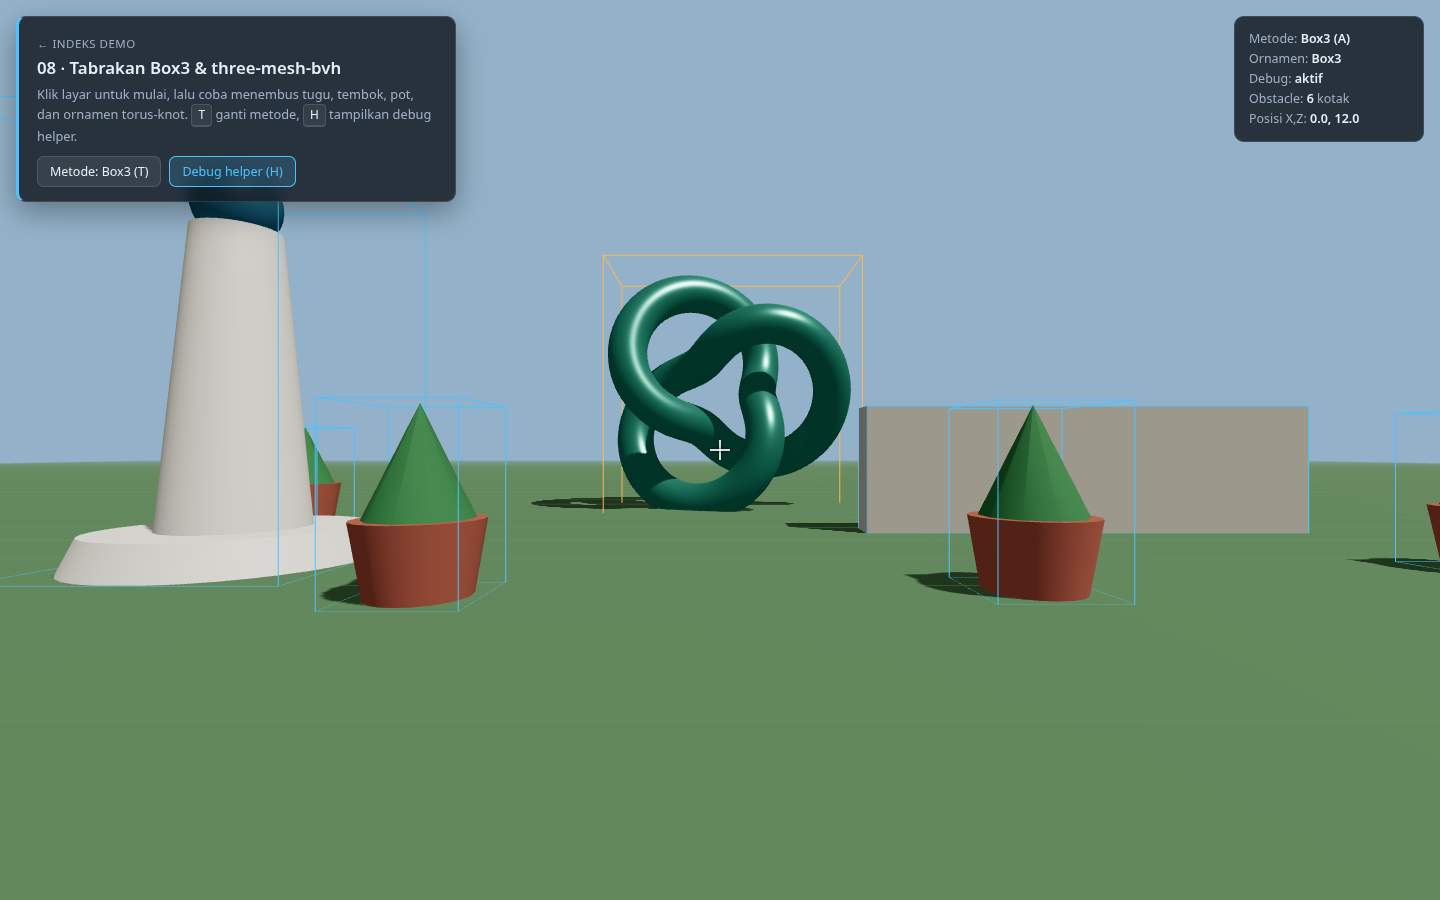 ← INDEKS DEMO
08 · Tabrakan Box3 & three-mesh-bvh
Klik layar untuk mulai, lalu coba menembus tugu, tembok, pot,
dan ornamen torus-knot. T ganti metode, H tampilkan debug
helper.
Metode: Box3 (T) Debug helper (H)
Metode: Box3 (A)
Ornamen: Box3
Debug: aktif
Obstacle: 6 kotak
Posisi X,Z: 0.0, 12.0